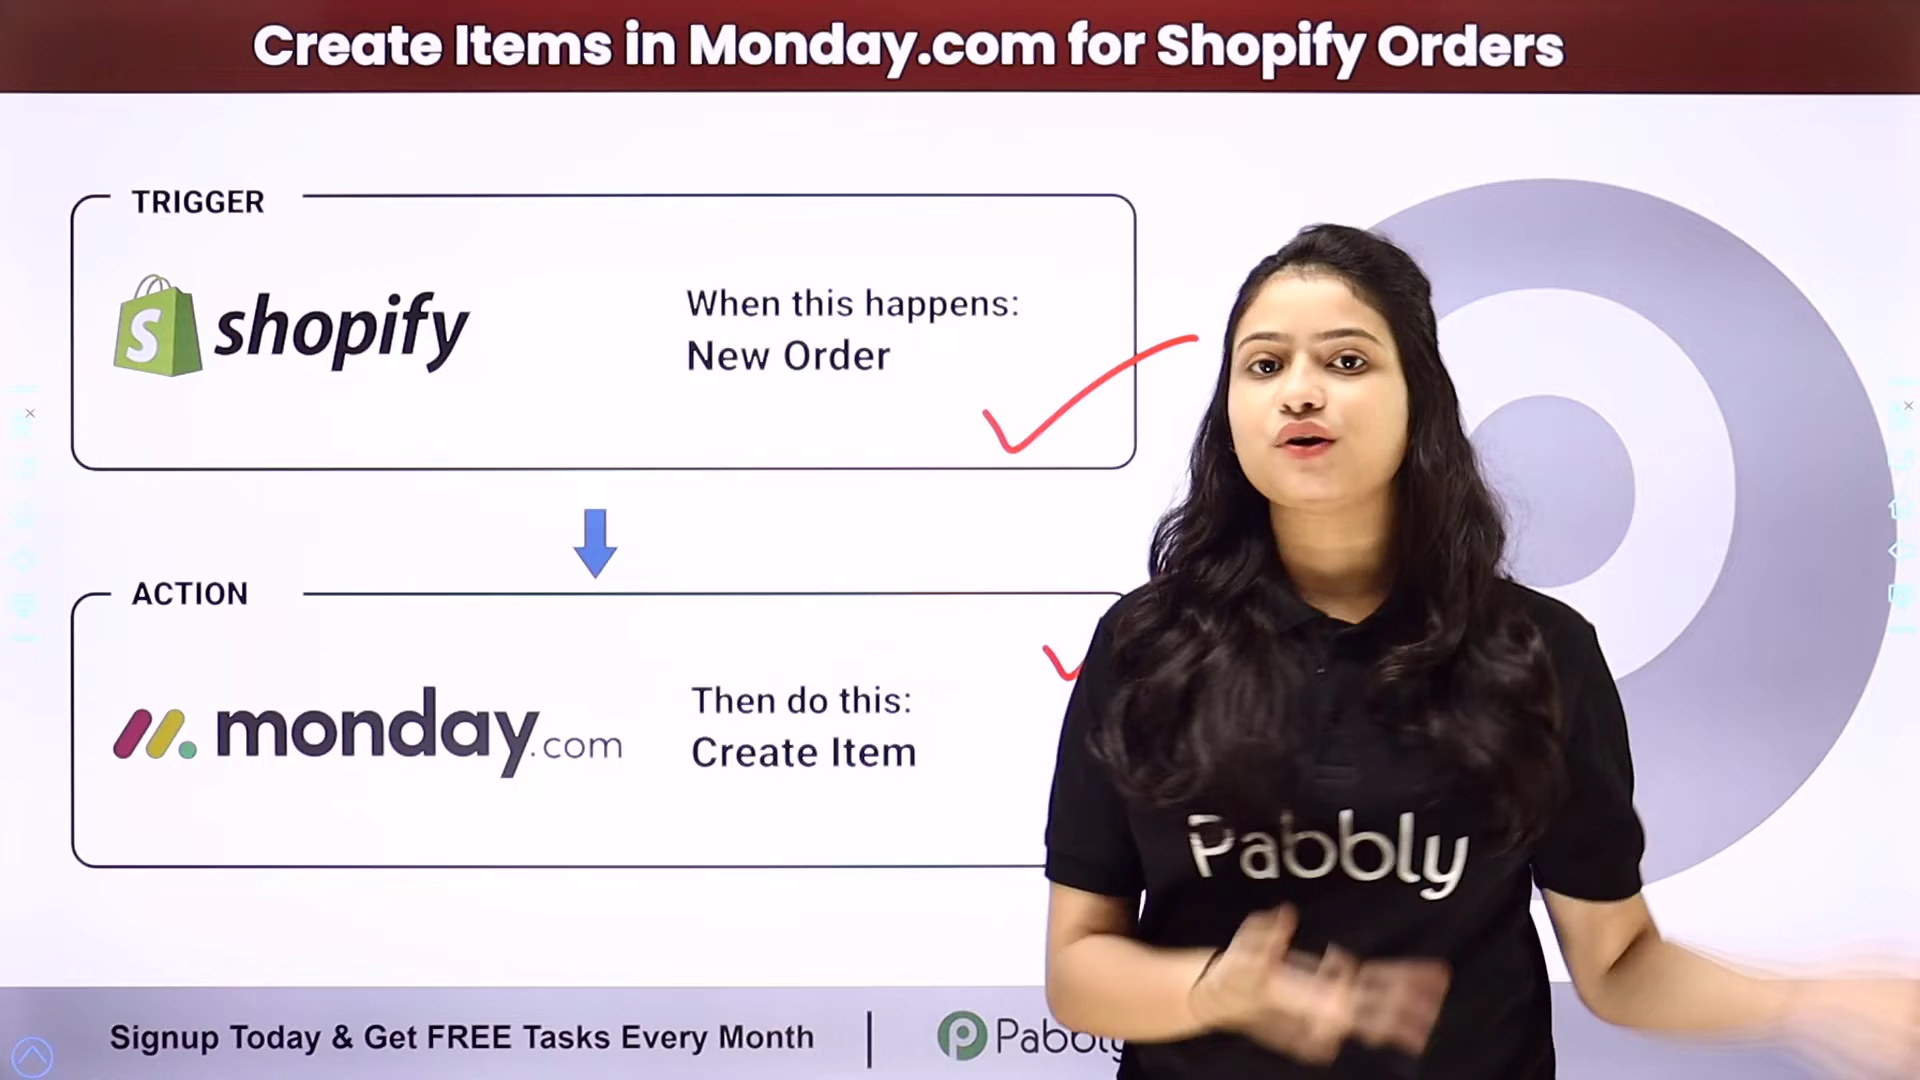 Create Items in Monday.com for Shopify Orders
TRIGGER
S shopify
When this happens:
New Order
ACTION
monday.com
Then do this:
Create Item
Pabbly
Signup Today & Get FREE Tasks Every Month
Pabbly